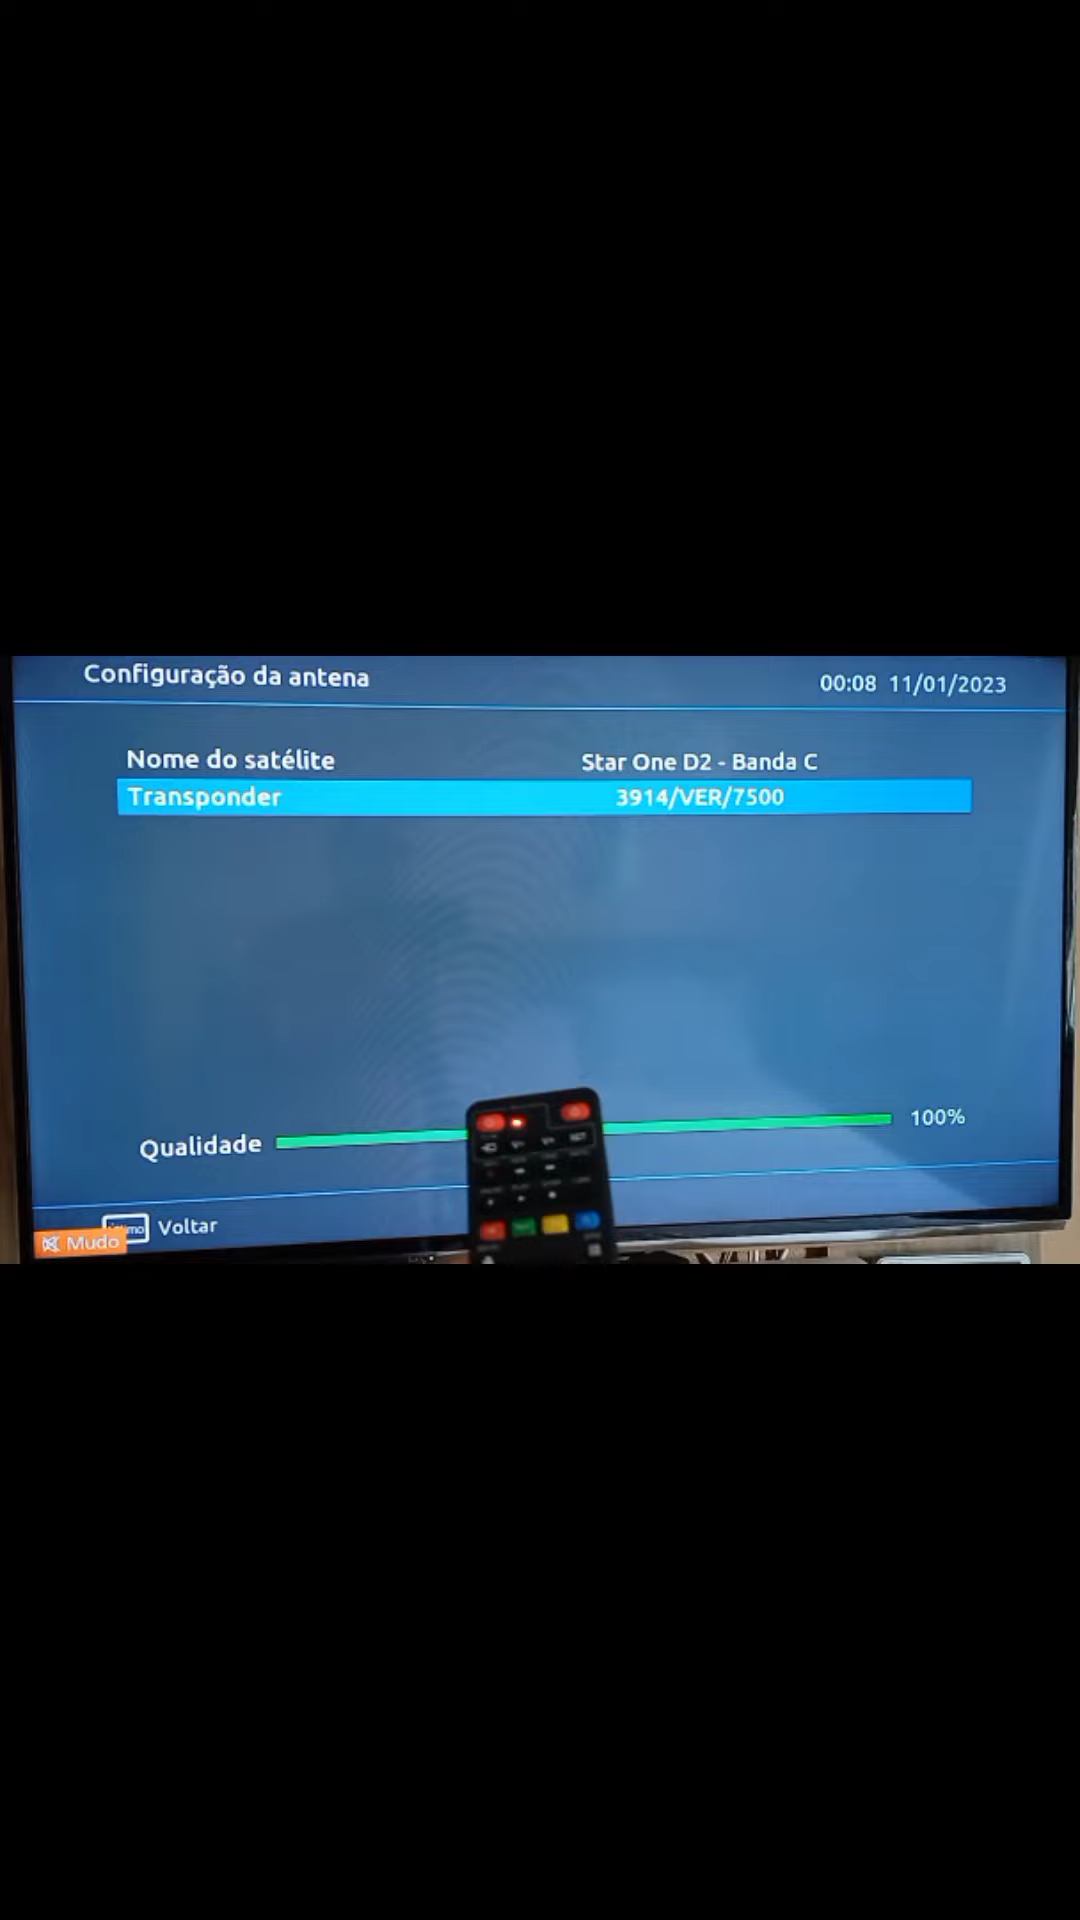 Configuração da antena
00:08 11/01/2023
Nome do satélite Star One D2 - Banda C
Transponder 3914/VER/7500
Qualidade 100%
Voltar
Mudo